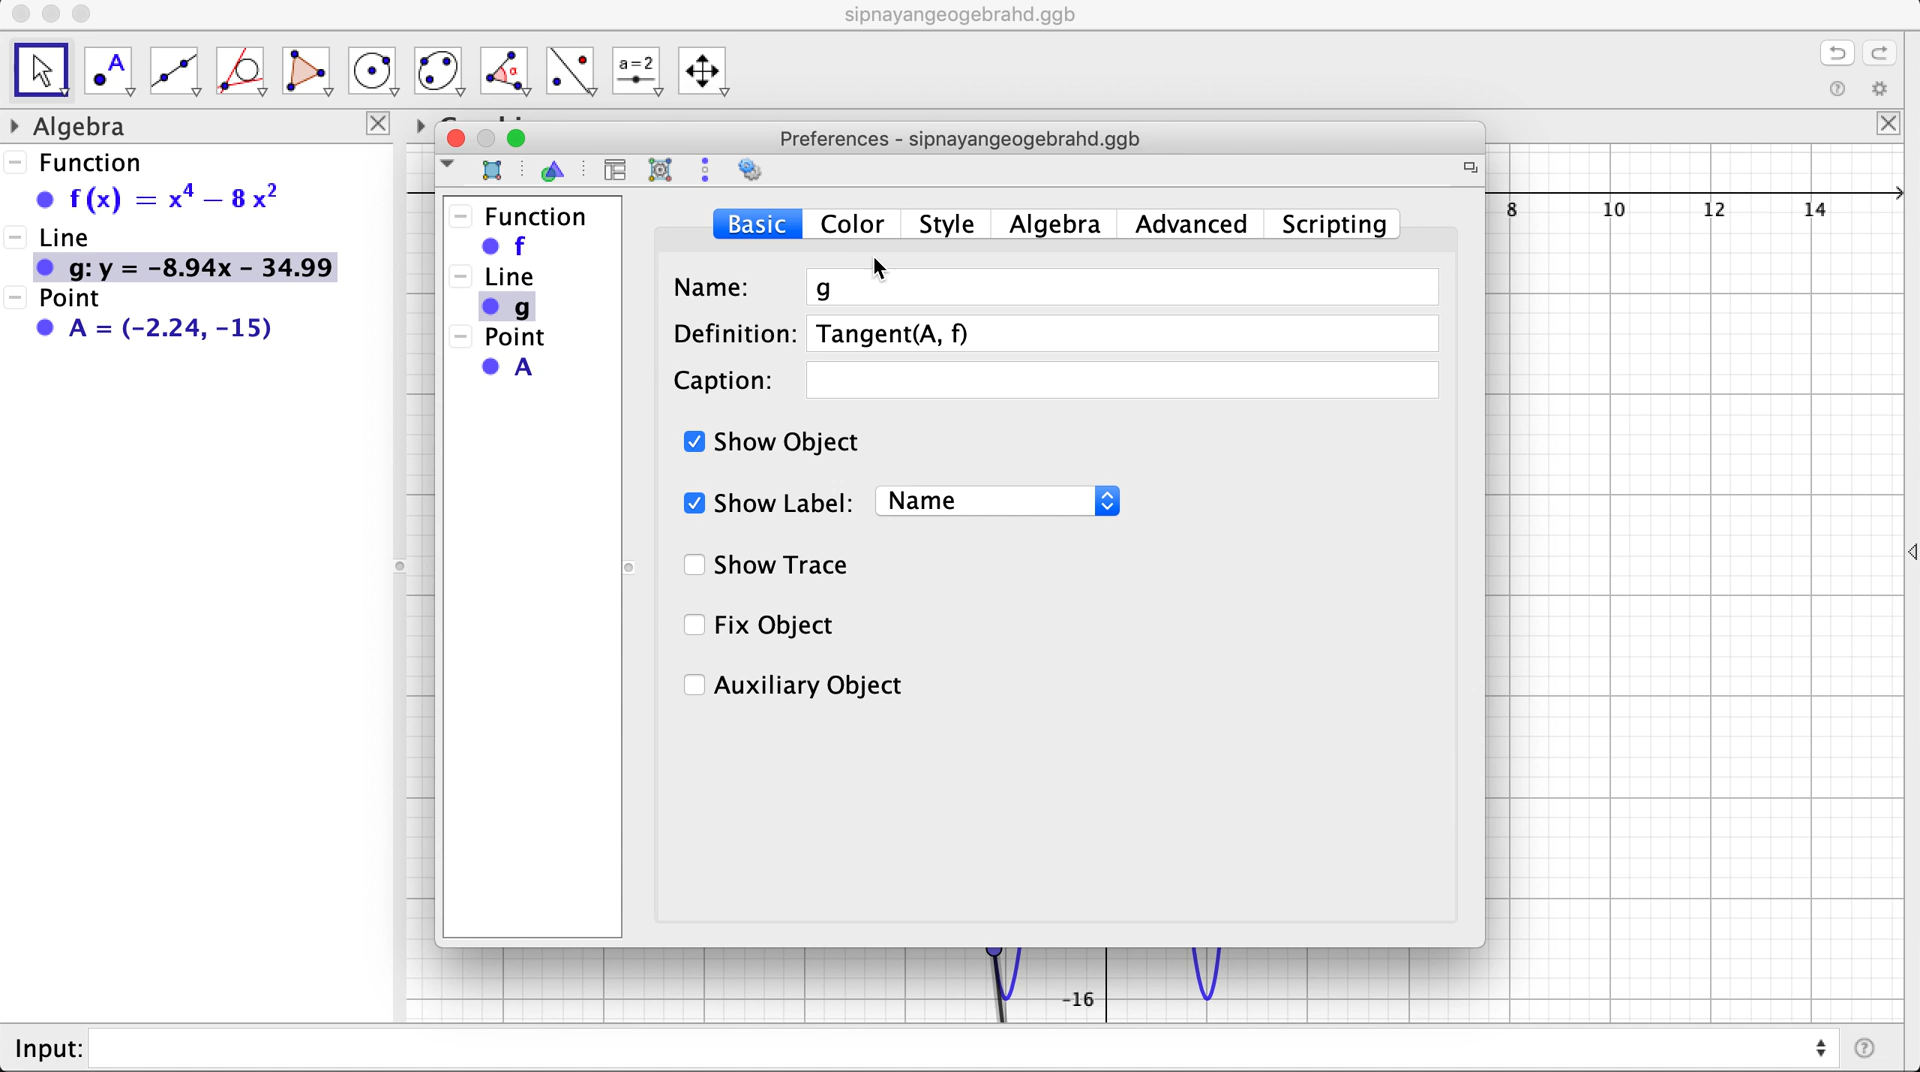 sipnayangeogebrahd.ggb
A
α
a=2
Algebra
Function
f(x) = x⁴ – 8 x²
Line
g: y = -8.94x - 34.99
Point
A = (-2.24, -15)
Preferences - sipnayangeogebrahd.ggb
Function
f
Line
g
Point
A
Basic Color Style Algebra Advanced Scripting
Name: g
Definition: Tangent(A, f)
Caption:
Show Object
Show Label: Name
Show Trace
Fix Object
Auxiliary Object
8 10 12 14
-16
Input: